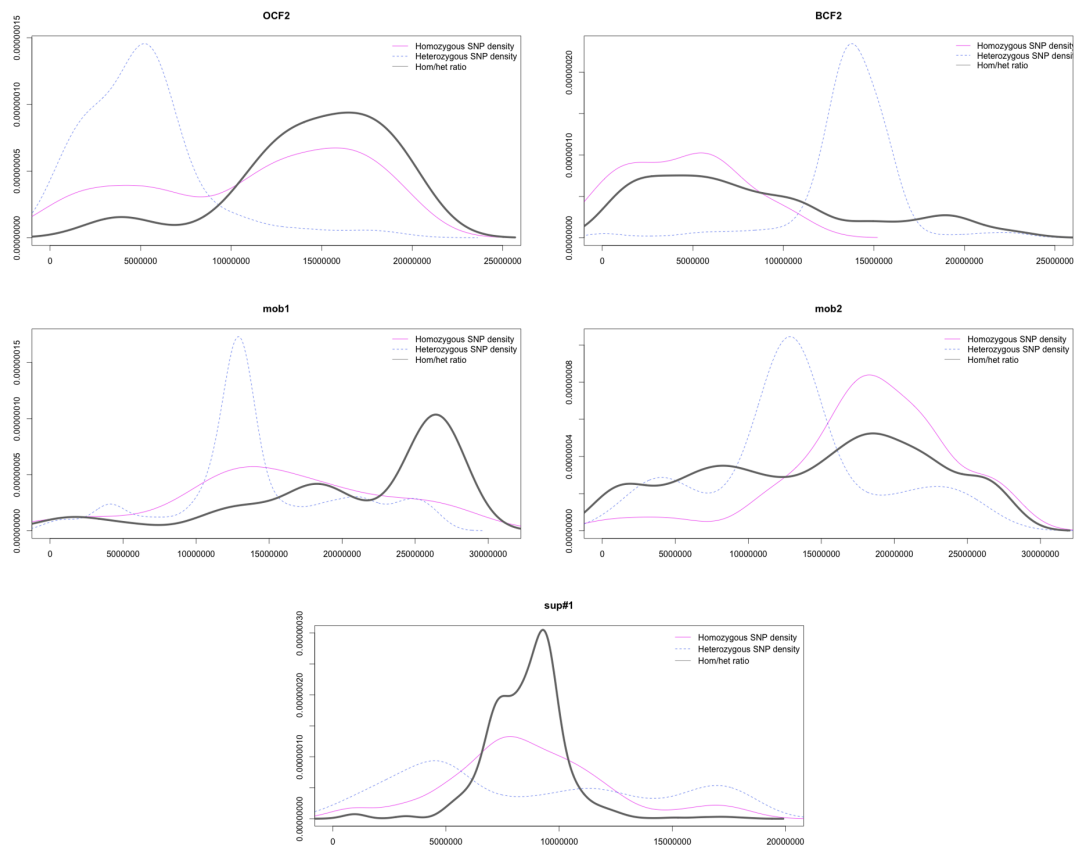 OCF2
Homozygous SNP density
Heterozygous SNP density
Hom/het ratio
0.00000000 0.00000005 0.00000010 0.00000015
0 5000000 10000000 15000000 20000000 25000000
BCF2
Homozygous SNP density
Heterozygous SNP densi
Hom/het ratio
0.00000000 0.00000010 0.00000020
0 5000000 10000000 15000000 20000000 25000000
mob1
Homozygous SNP density
Heterozygous SNP density
Hom/het ratio
0.00000000 0.00000005 0.00000010 0.00000015
0 5000000 10000000 15000000 20000000 25000000 30000000
mob2
Homozygous SNP density
Heterozygous SNP density
Hom/het ratio
0.00000000 0.00000004 0.00000008
0 5000000 10000000 15000000 20000000 25000000 30000000
sup#1
Homozygous SNP density
Heterozygous SNP density
Hom/het ratio
0.00000000 0.00000010 0.00000020 0.00000030
0 5000000 10000000 15000000 20000000